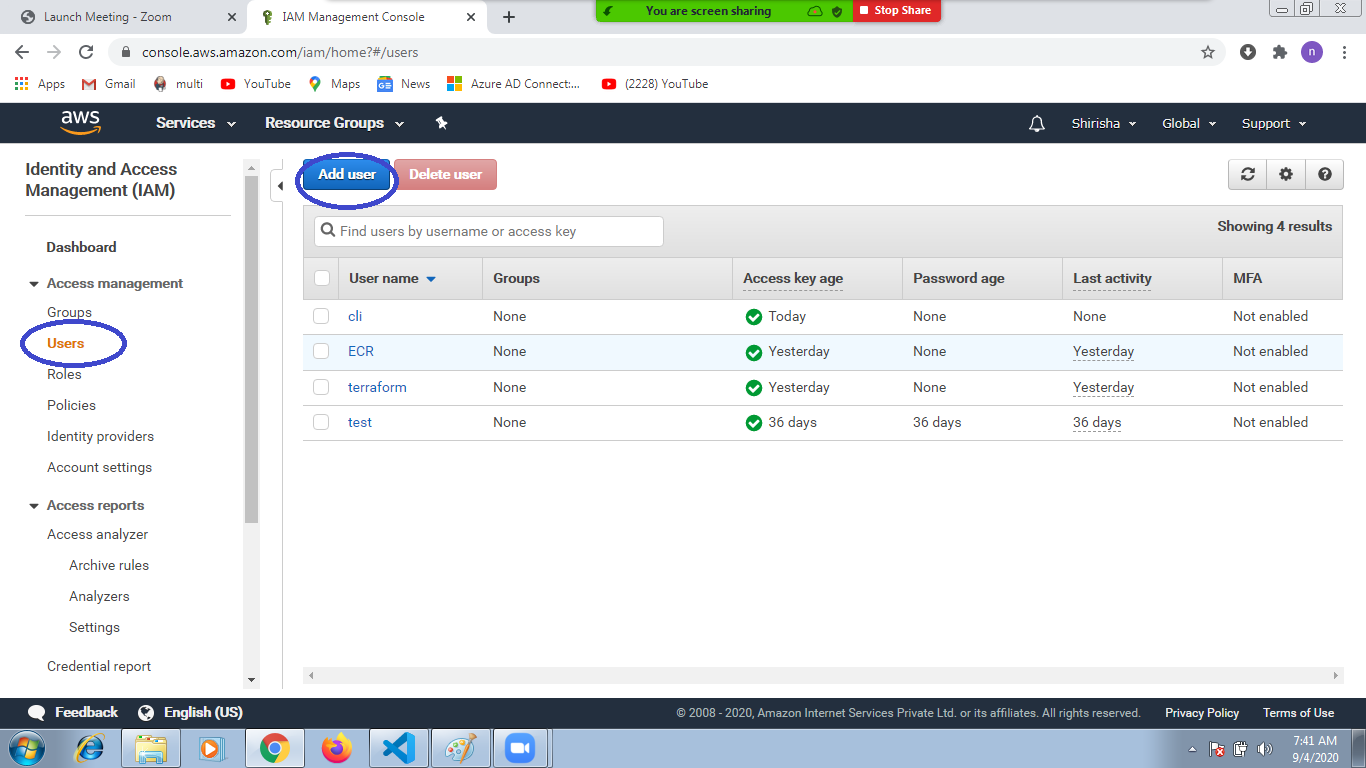 Launch Meeting - Zoom
IAM Management Console
You are screen sharing
Stop Share
console.aws.amazon.com/iam/home?#/users
n
Apps
Gmail
multi
YouTube
Maps
News
Azure AD Connect:...
(2228) YouTube
aws
Services
Resource Groups
Shirisha
Global
Support
Identity and Access
Management (IAM)
Dashboard
Access management
Groups
Users
Roles
Policies
Identity providers
Account settings
Access reports
Access analyzer
Archive rules
Analyzers
Settings
Credential report
Add user
Delete user
Find users by username or access key
Showing 4 results
User name Groups Access key age Password age Last activity MFA
cli None Today None None Not enabled
ECR None Yesterday None Yesterday Not enabled
terraform None Yesterday None Yesterday Not enabled
test None 36 days 36 days 36 days Not enabled
Feedback
English (US)
© 2008 - 2020, Amazon Internet Services Private Ltd. or its affiliates. All rights reserved.
Privacy Policy
Terms of Use
7:41 AM
9/4/2020